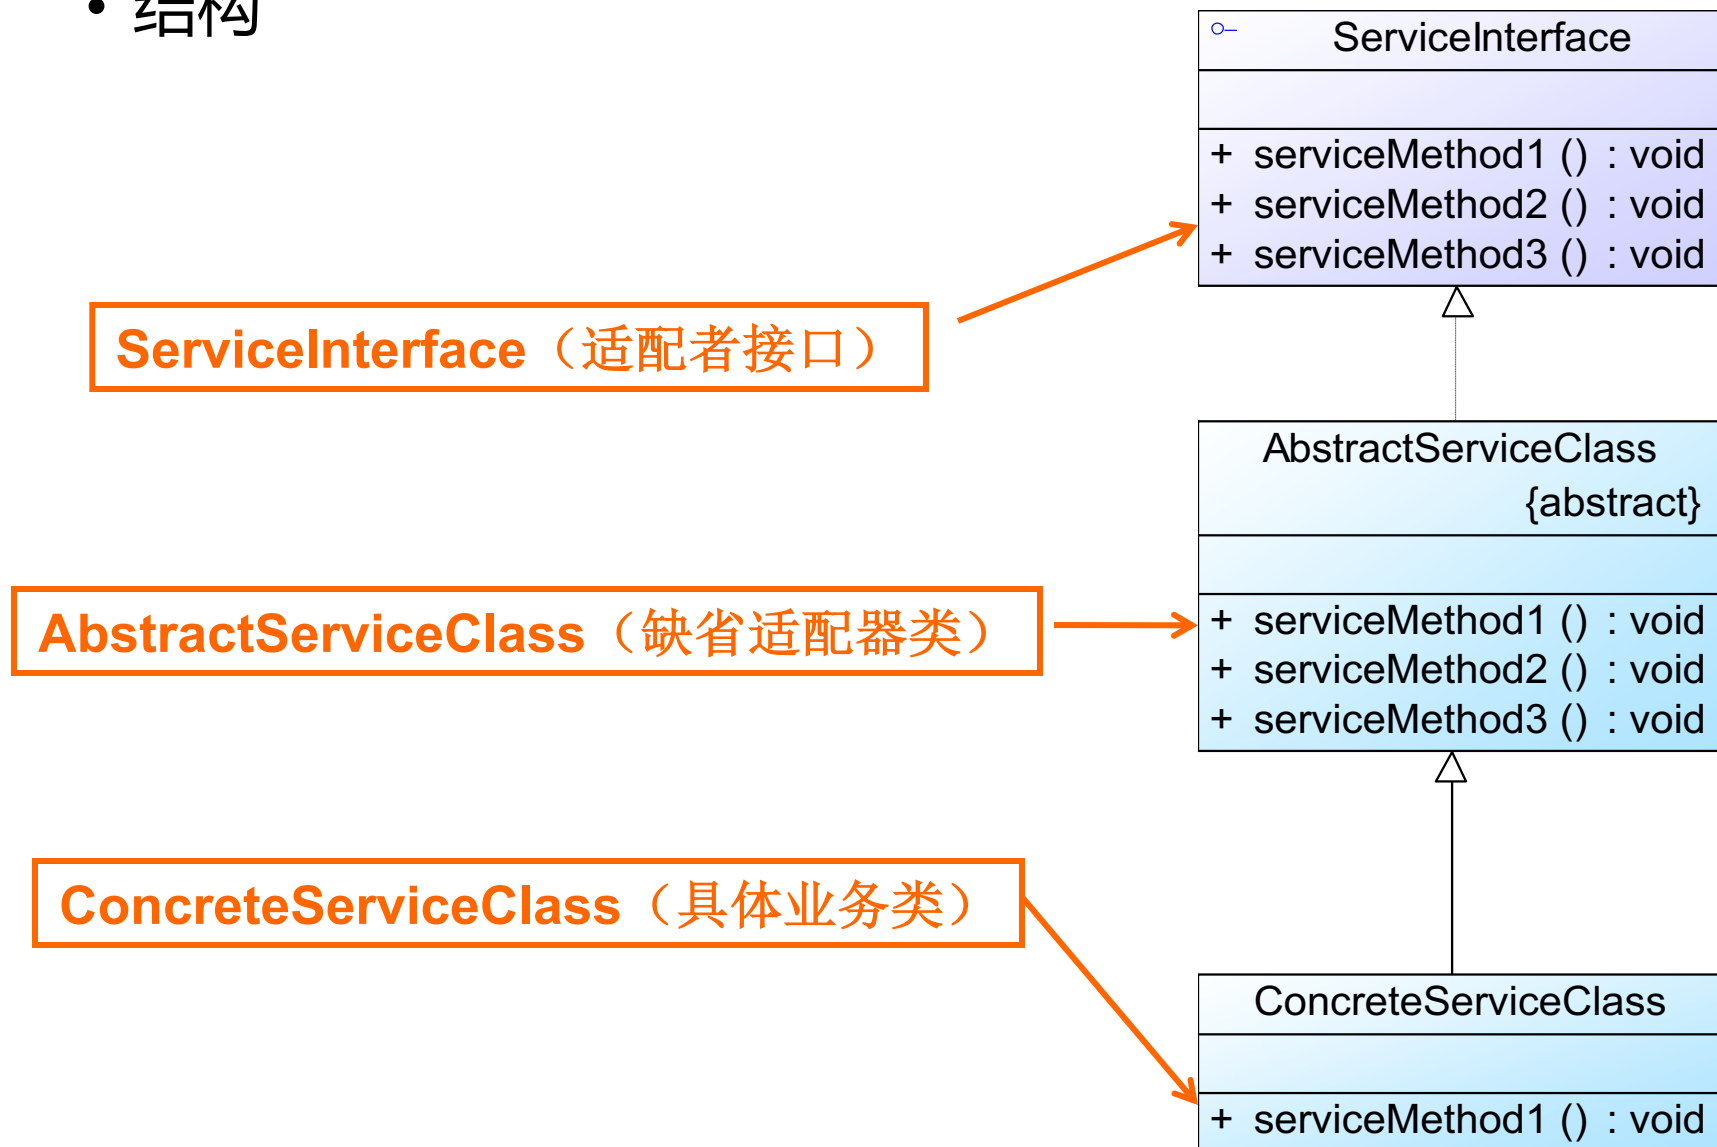 • 结构
ServiceInterface
+ serviceMethod1 () : void
+ serviceMethod2 () : void
+ serviceMethod3 () : void
ServiceInterface（适配者接口）
AbstractServiceClass
{abstract}
+ serviceMethod1 () : void
+ serviceMethod2 () : void
+ serviceMethod3 () : void
AbstractServiceClass（缺省适配器类）
ConcreteServiceClass（具体业务类）
ConcreteServiceClass
+ serviceMethod1 () : void